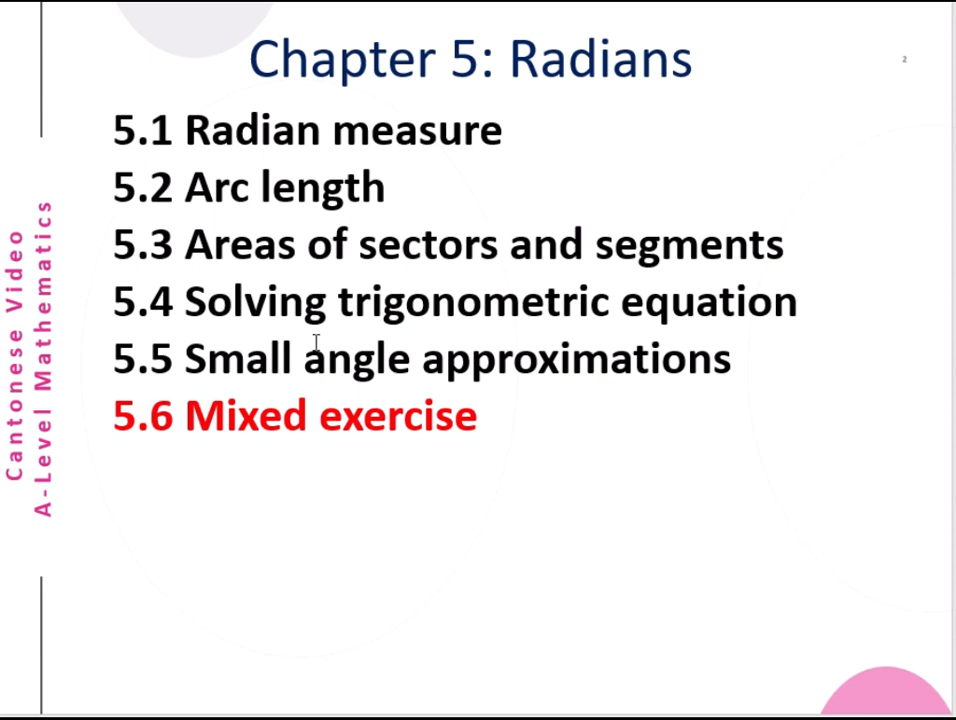 Chapter 5: Radians
2
5.1 Radian measure
5.2 Arc length
5.3 Areas of sectors and segments
5.4 Solving trigonometric equation
5.5 Small angle approximations
5.6 Mixed exercise
Cantonese Video
A-Level Mathematics